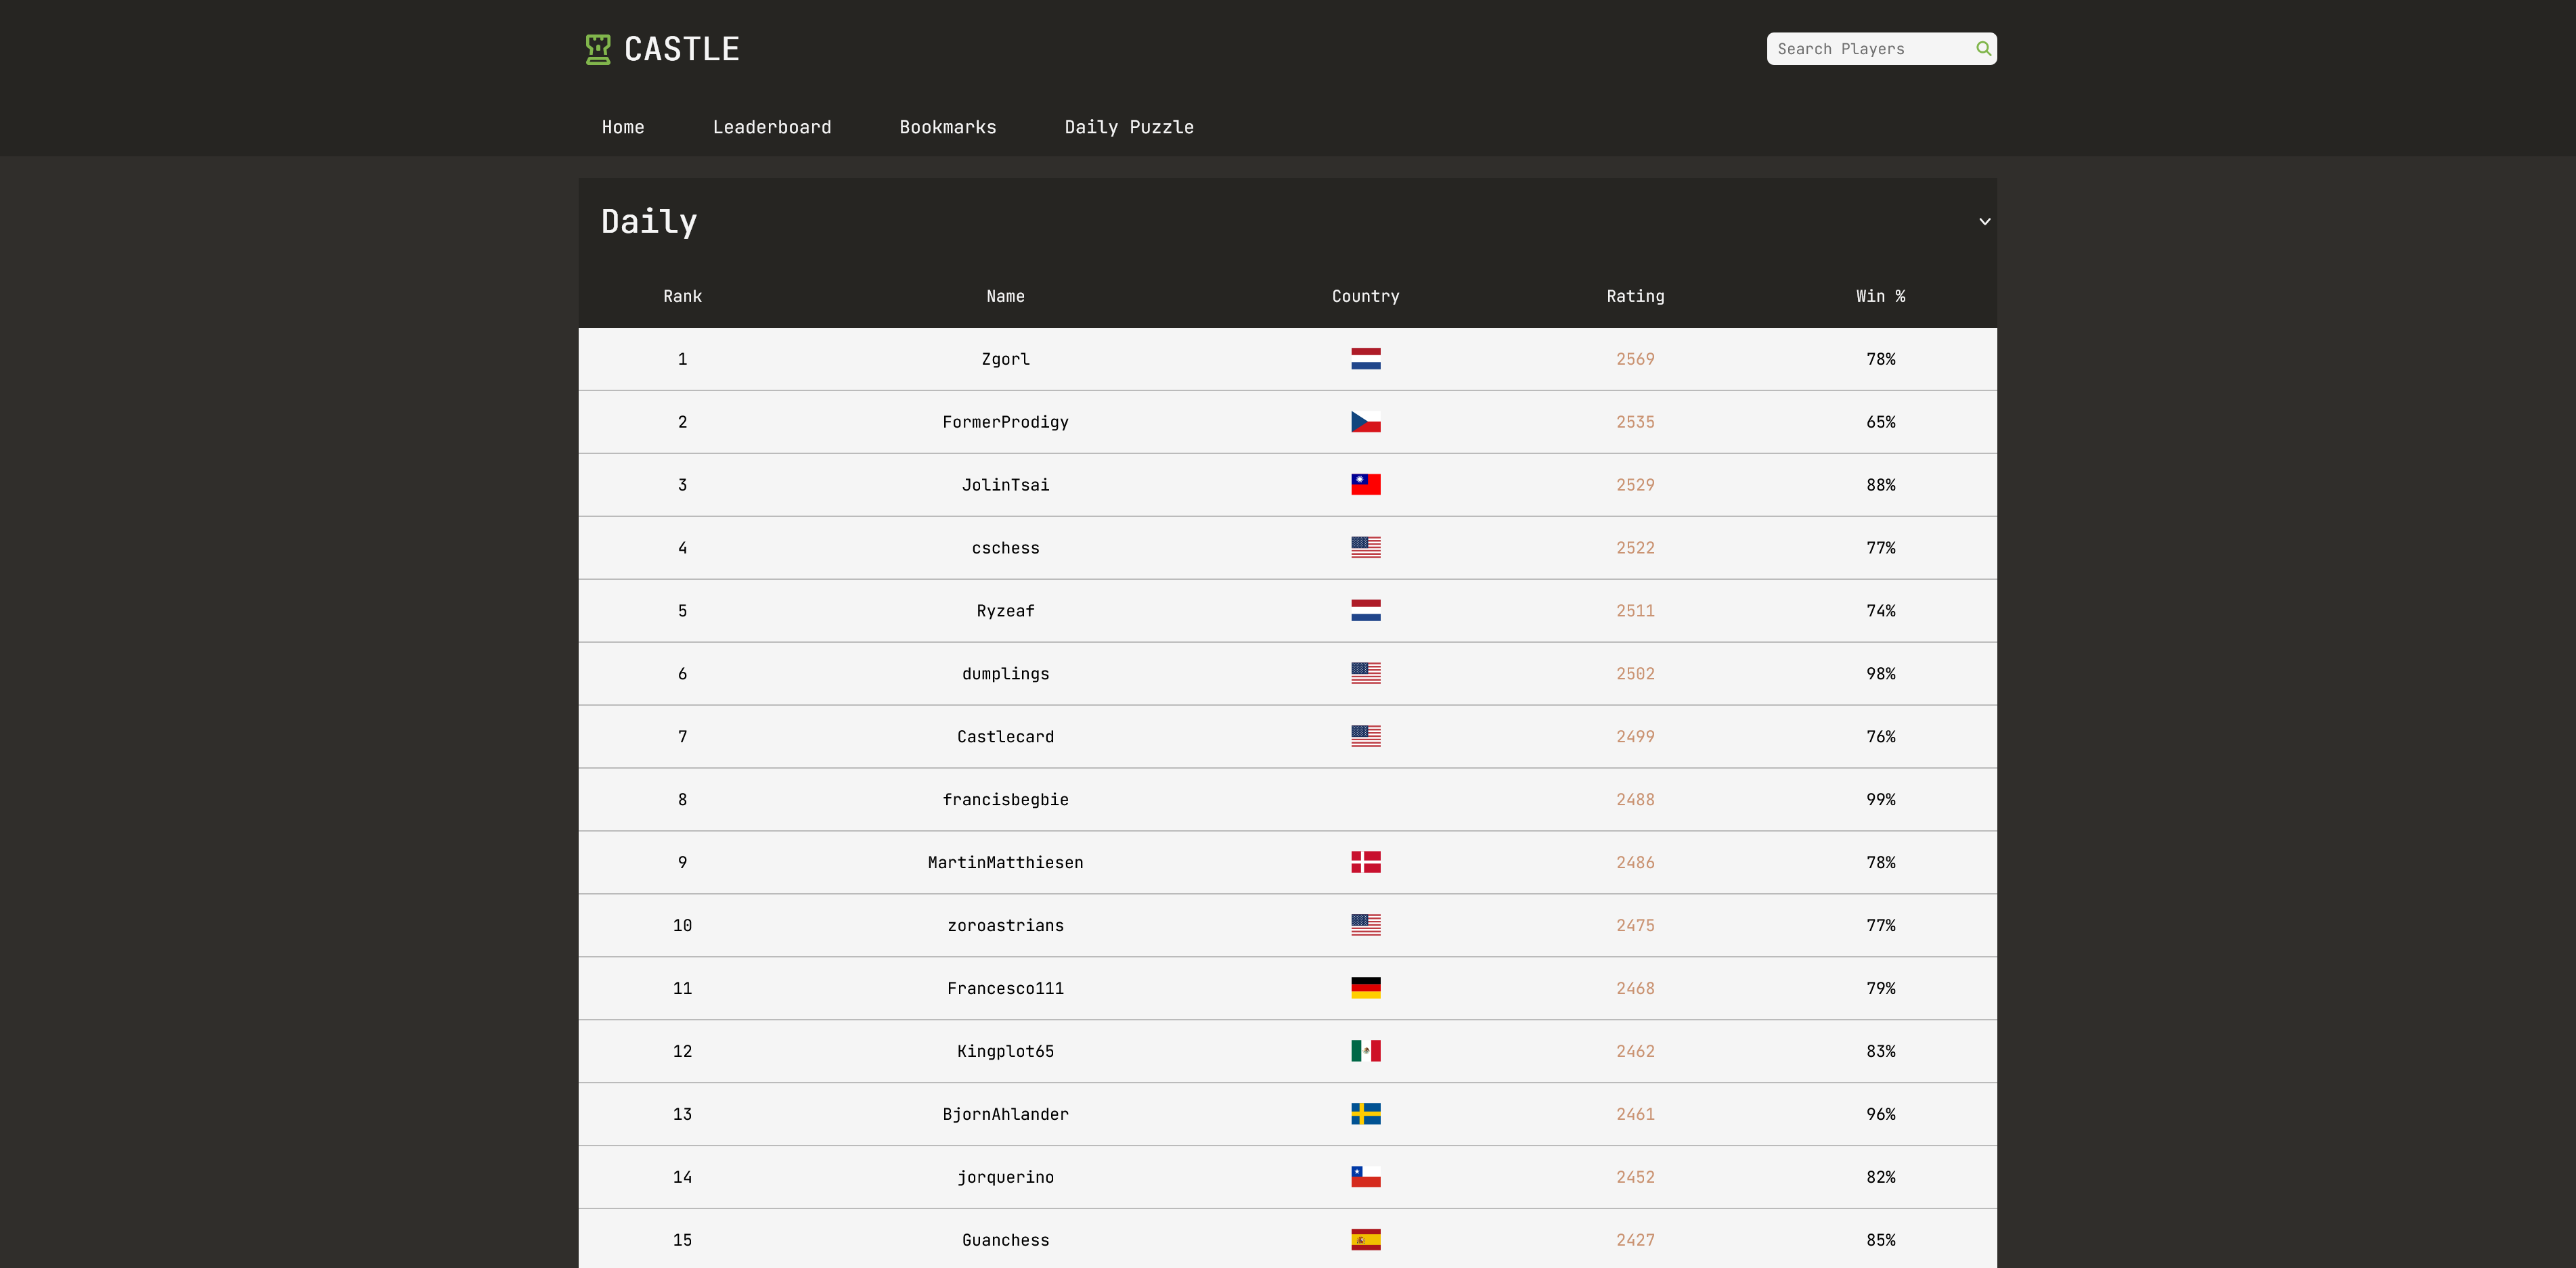 CASTLE
Search Players
Home Leaderboard Bookmarks Daily Puzzle
Daily
Rank Name Country Rating Win %
1 Zgorl 2569 78%
2 FormerProdigy 2535 65%
3 JolinTsai 2529 88%
4 cschess 2522 77%
5 Ryzeaf 2511 74%
6 dumplings 2502 98%
7 Castlecard 2499 76%
8 francisbegbie 2488 99%
9 MartinMatthiesen 2486 78%
10 zoroastrians 2475 77%
11 Francesco111 2468 79%
12 Kingplot65 2462 83%
13 BjornAhlander 2461 96%
14 jorquerino 2452 82%
15 Guanchess 2427 85%